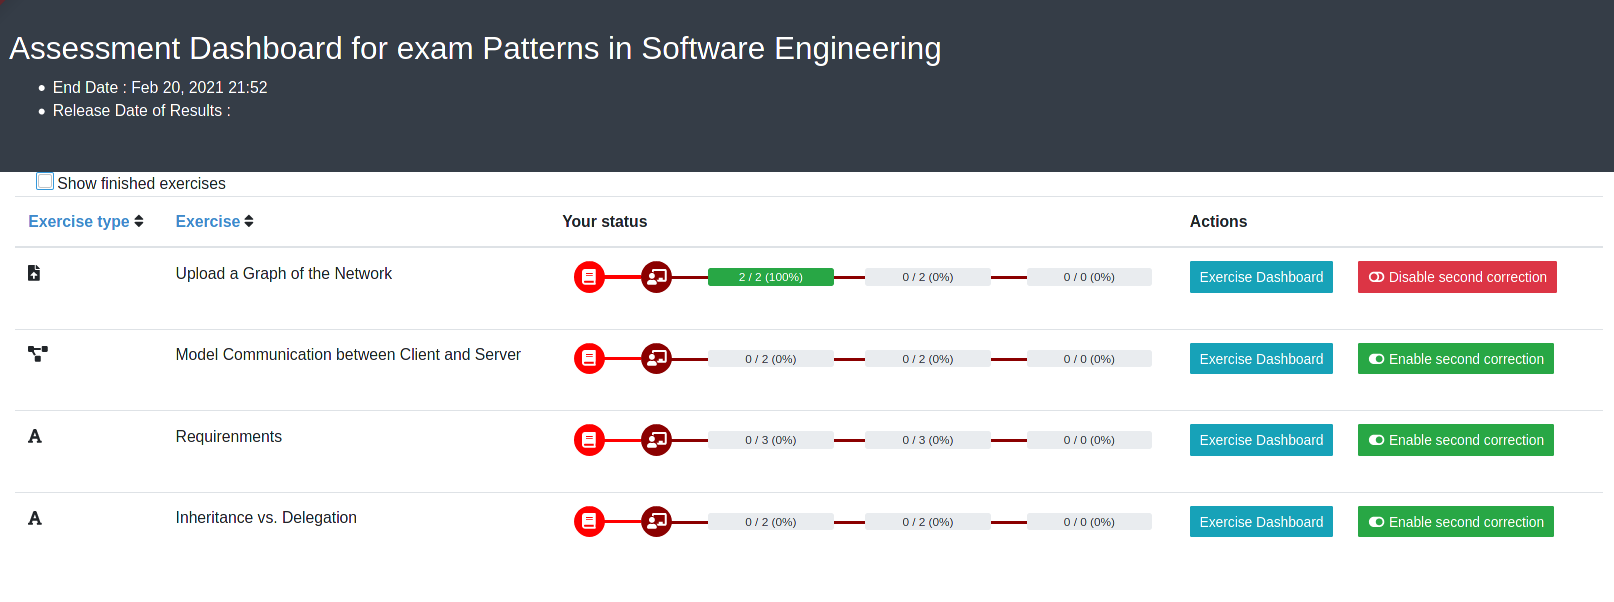 Assessment Dashboard for exam Patterns in Software Engineering
End Date : Feb 20, 2021 21:52
Release Date of Results :
Show finished exercises
Exercise type Exercise Your status Actions
Upload a Graph of the Network 2 / 2 (100%) 0 / 2 (0%) 0 / 0 (0%) Exercise Dashboard Disable second correction
Model Communication between Client and Server 0 / 2 (0%) 0 / 2 (0%) 0 / 0 (0%) Exercise Dashboard Enable second correction
Requirenments 0 / 3 (0%) 0 / 3 (0%) 0 / 0 (0%) Exercise Dashboard Enable second correction
Inheritance vs. Delegation 0 / 2 (0%) 0 / 2 (0%) 0 / 0 (0%) Exercise Dashboard Enable second correction